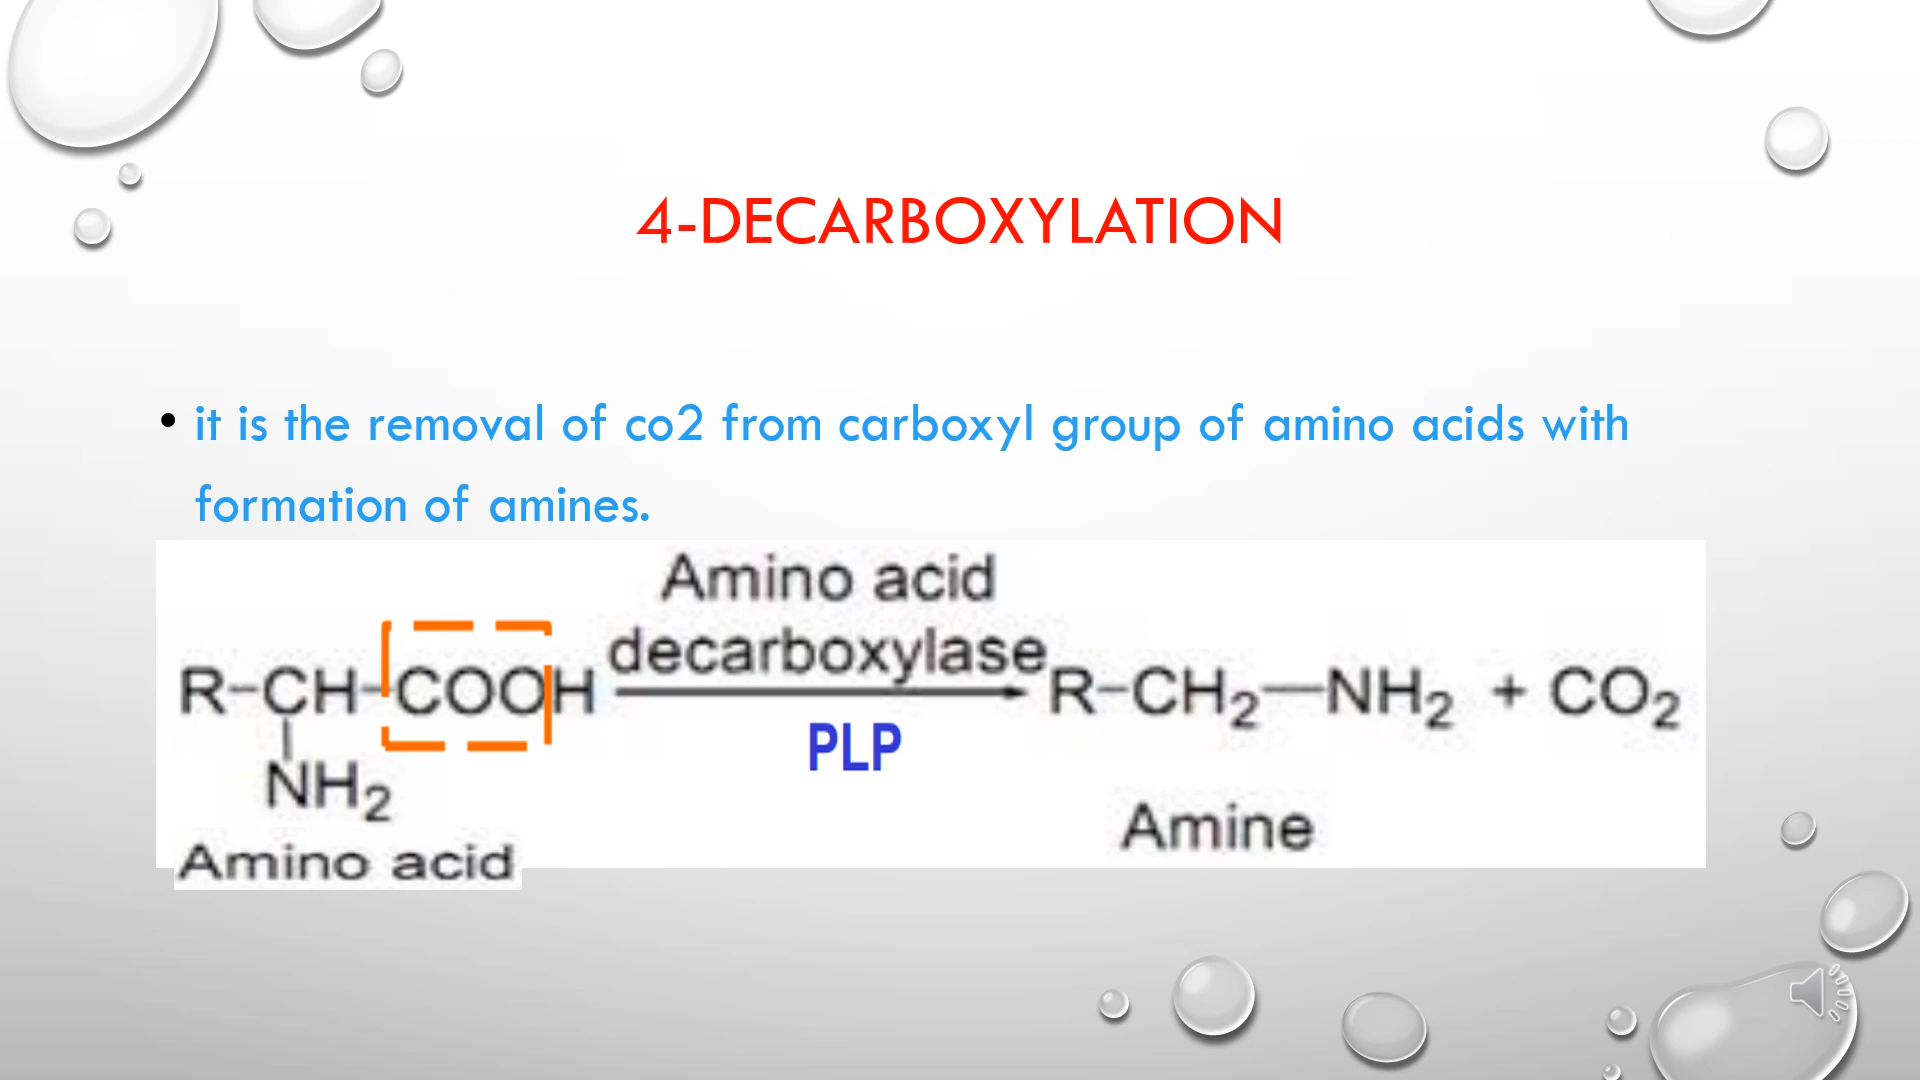 4-DECARBOXYLATION
• it is the removal of co2 from carboxyl group of amino acids with
formation of amines.
Amino acid
decarboxylase
R-CH-COOH R-CH₂—NH₂ + CO₂
PLP
NH₂
Amine
Amino acid